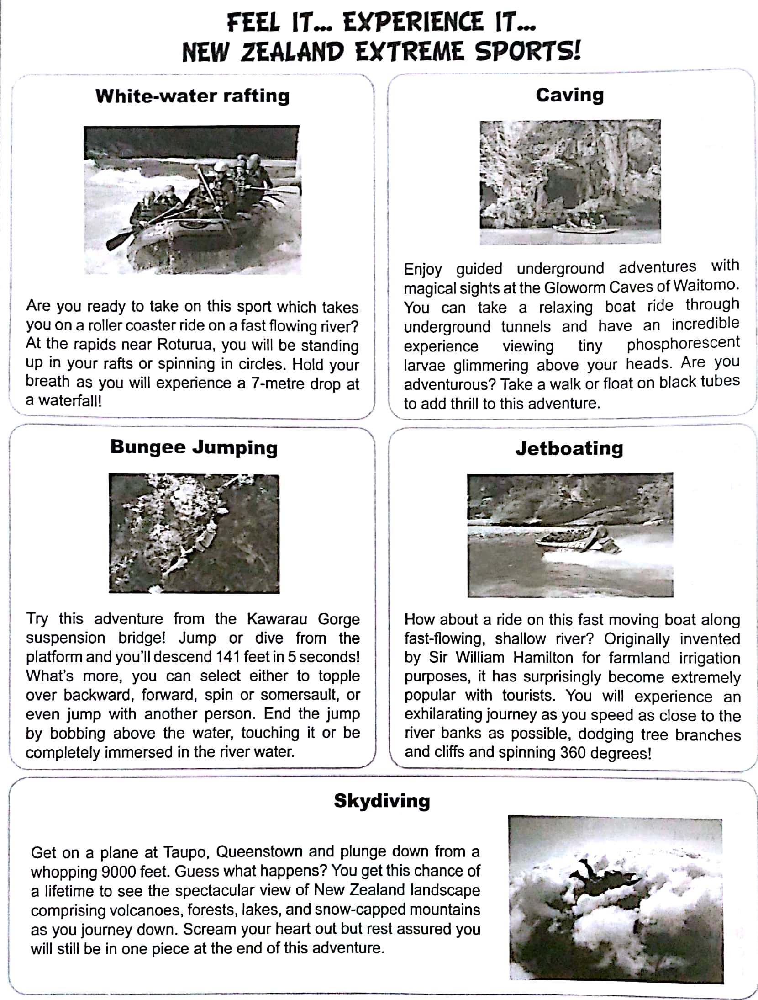 FEEL IT... EXPERIENCE IT...
NEW ZEALAND EXTREME SPORTS!
White-water rafting
Are you ready to take on this sport which takes
you on a roller coaster ride on a fast flowing river?
At the rapids near Roturua, you will be standing
up in your rafts or spinning in circles. Hold your
breath as you will experience a 7-metre drop at
a waterfall!
Caving
Enjoy guided underground adventures with
magical sights at the Gloworm Caves of Waitomo.
You can take a relaxing boat ride through
underground tunnels and have an incredible
experience viewing tiny phosphorescent
larvae glimmering above your heads. Are you
adventurous? Take a walk or float on black tubes
to add thrill to this adventure.
Bungee Jumping
Try this adventure from the Kawarau Gorge
suspension bridge! Jump or dive from the
platform and you'll descend 141 feet in 5 seconds!
What's more, you can select either to topple
over backward, forward, spin or somersault, or
even jump with another person. End the jump
by bobbing above the water, touching it or be
completely immersed in the river water.
Jetboating
How about a ride on this fast moving boat along
fast-flowing, shallow river? Originally invented
by Sir William Hamilton for farmland irrigation
purposes, it has surprisingly become extremely
popular with tourists. You will experience an
exhilarating journey as you speed as close to the
river banks as possible, dodging tree branches
and cliffs and spinning 360 degrees!
Skydiving
Get on a plane at Taupo, Queenstown and plunge down from a
whopping 9000 feet. Guess what happens? You get this chance of
a lifetime to see the spectacular view of New Zealand landscape
comprising volcanoes, forests, lakes, and snow-capped mountains
as you journey down. Scream your heart out but rest assured you
will still be in one piece at the end of this adventure.